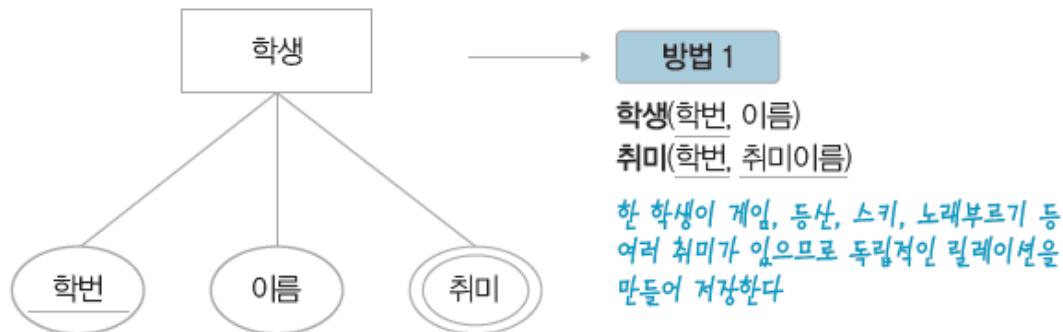 학생
방법 1
학생(학번, 이름)
취미(학번, 취미이름)
한 학생이 게임, 등산, 스키, 노래부르기 등
여러 취미가 있으므로 독립적인 릴레이션을
만들어 저장한다
학번
이름
취미